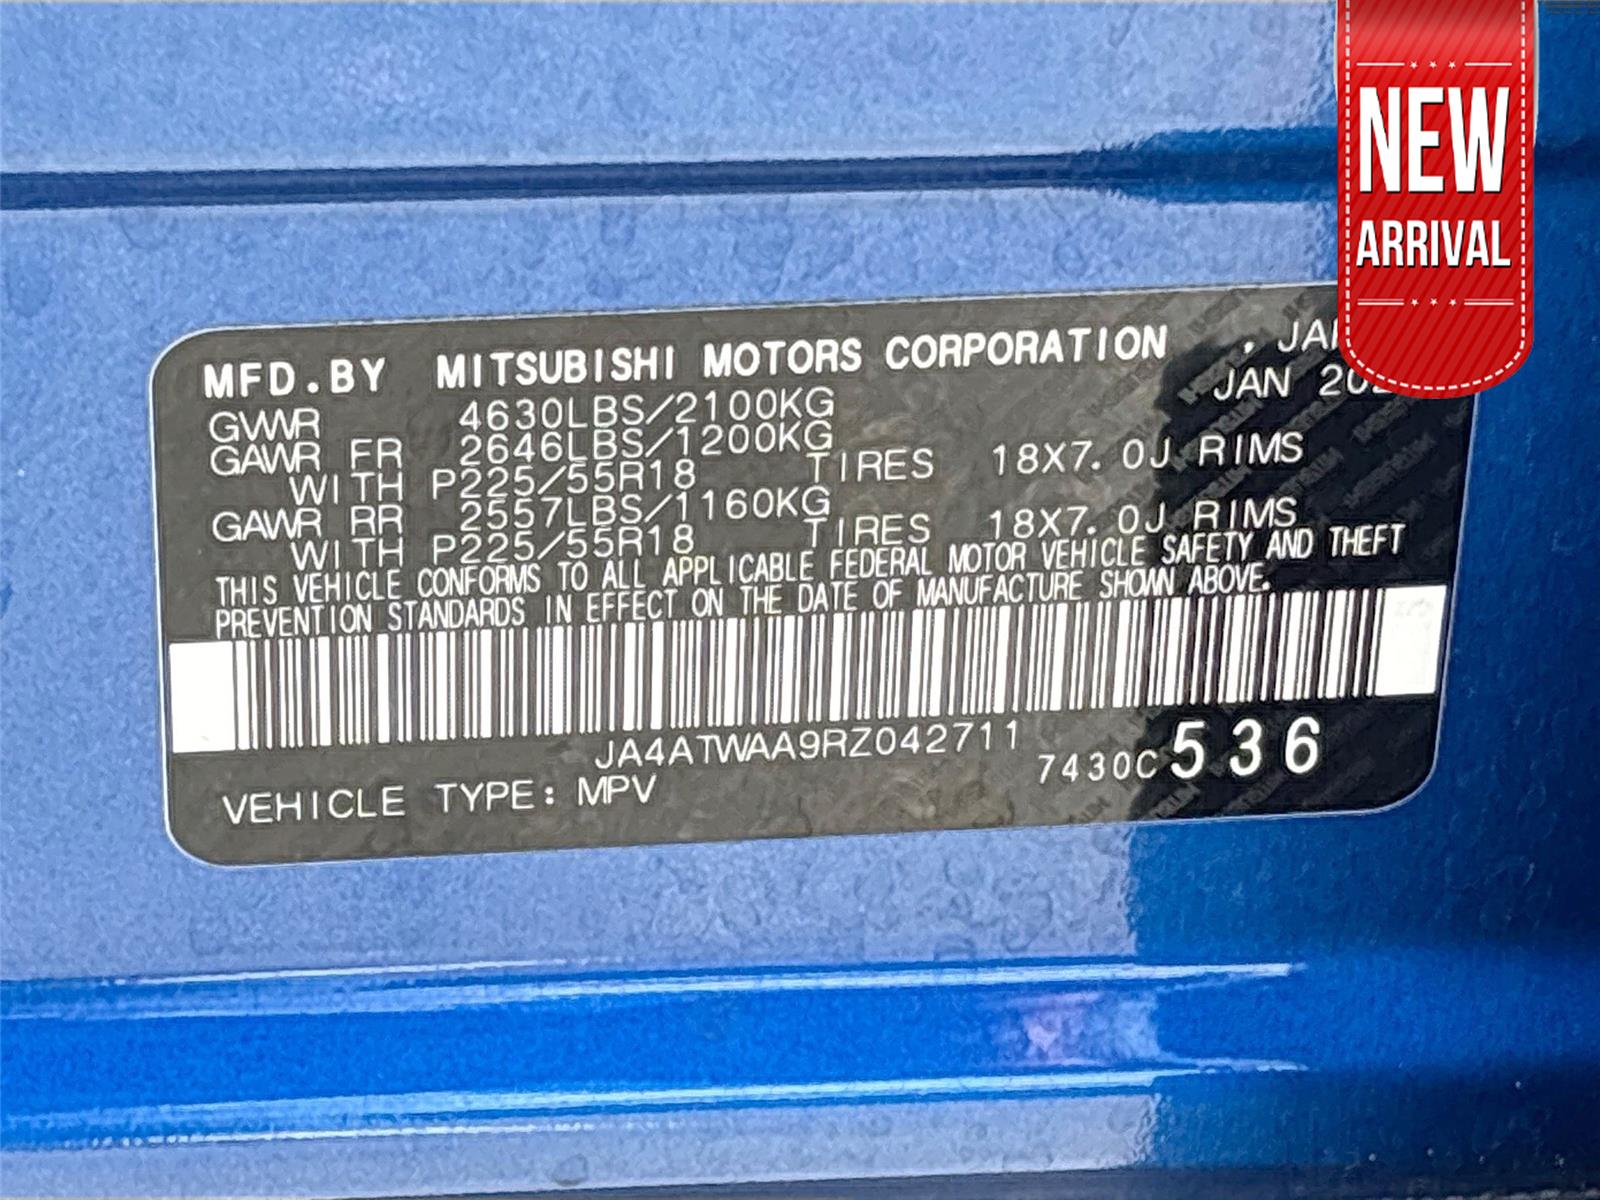 NEW
ARRIVAL
MFD.BY MITSUBISHI MOTORS CORPORATION
JAN
GVWR 4630LBS/2100KG
GAWR FR 2646LBS/1200KG
WITH P225/55R18 TIRES 18X7.0J RIMS
GAWR RR 2557LBS/1160KG
WITH P225/55R18 TIRES 18X7.0J RIMS
THIS VEHICLE CONFORMS TO ALL APPLICABLE FEDERAL MOTOR VEHICLE SAFETY AND THEFT
PREVENTION STANDARDS IN EFFECT ON THE DATE OF MANUFACTURE SHOWN ABOVE.
JA4ATWAA9RZ042711
7430C 536
VEHICLE TYPE: MPV